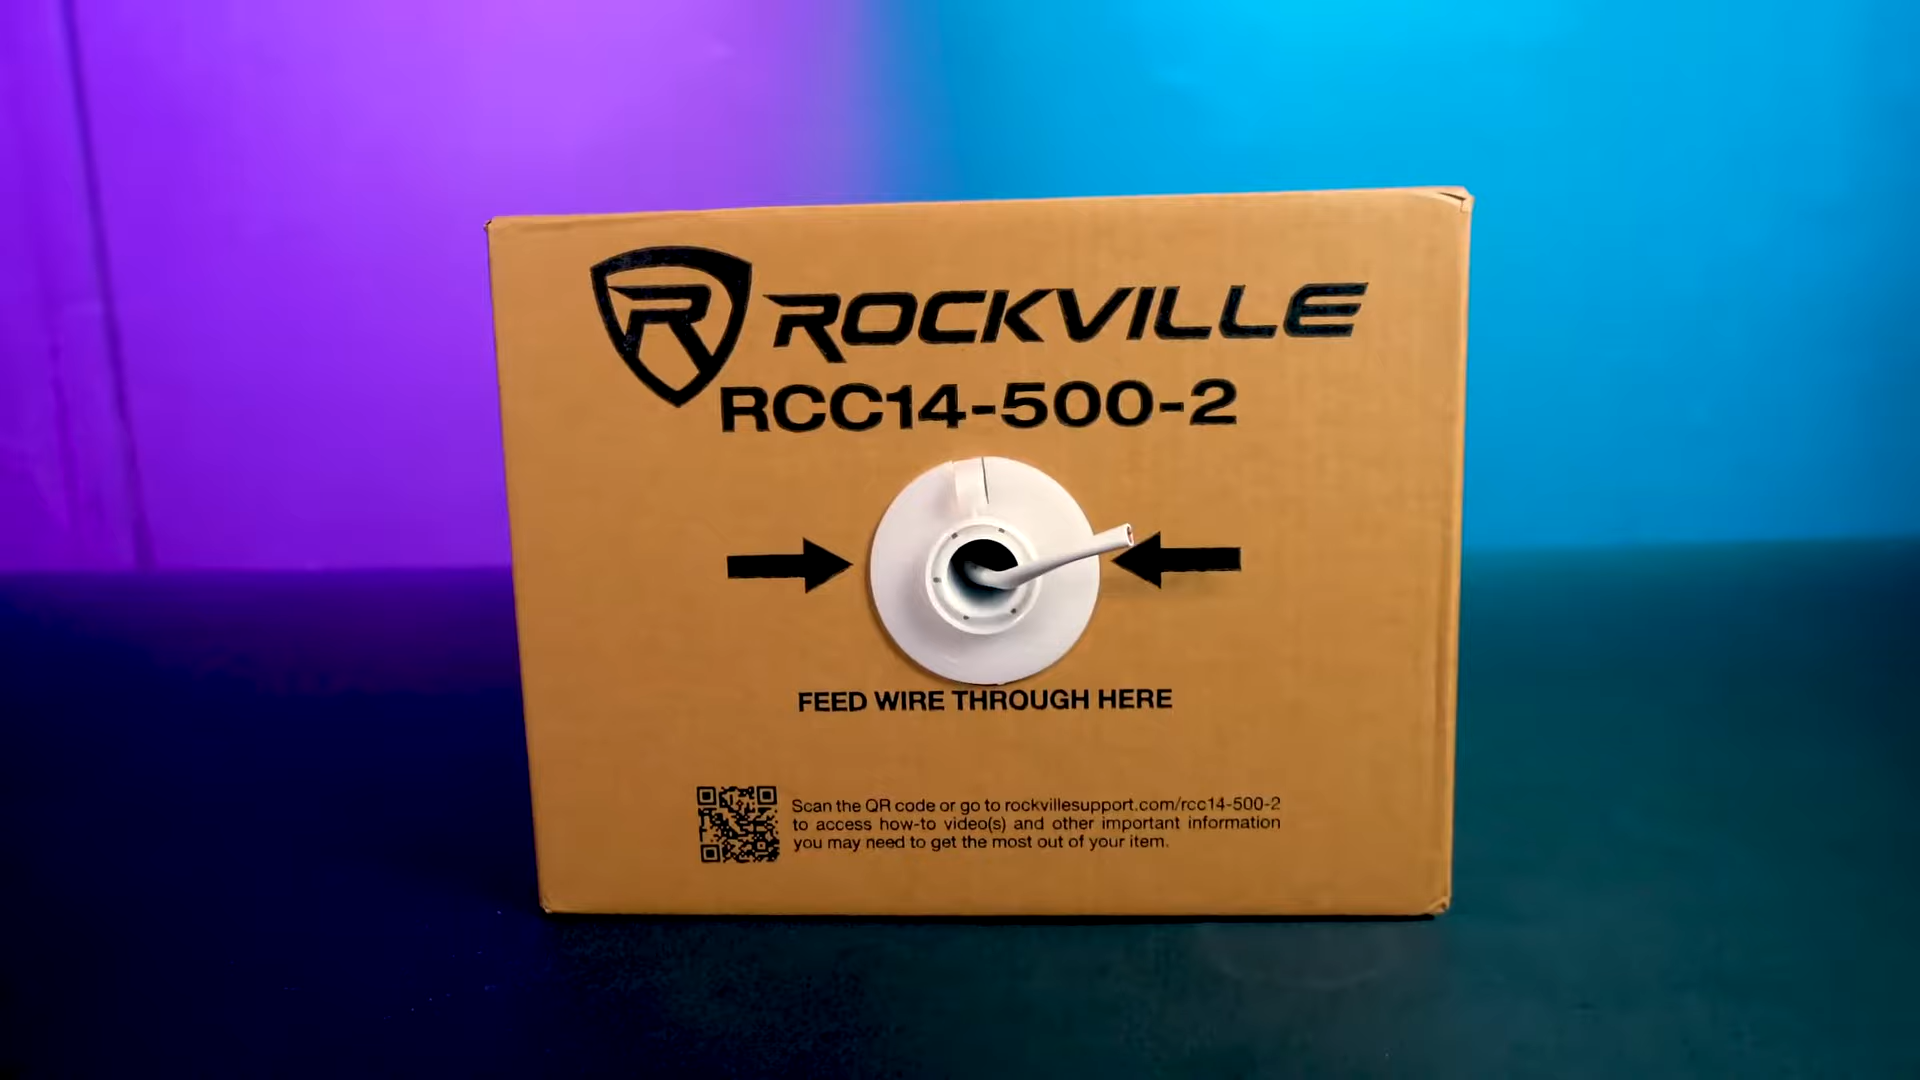 ROCKVILLE
RCC14-500-2
FEED WIRE THROUGH HERE
Scan the QR code or go to rockvillesupport.com/rcc14-500-2
to access how-to video(s) and other important information
you may need to get the most out of your item.